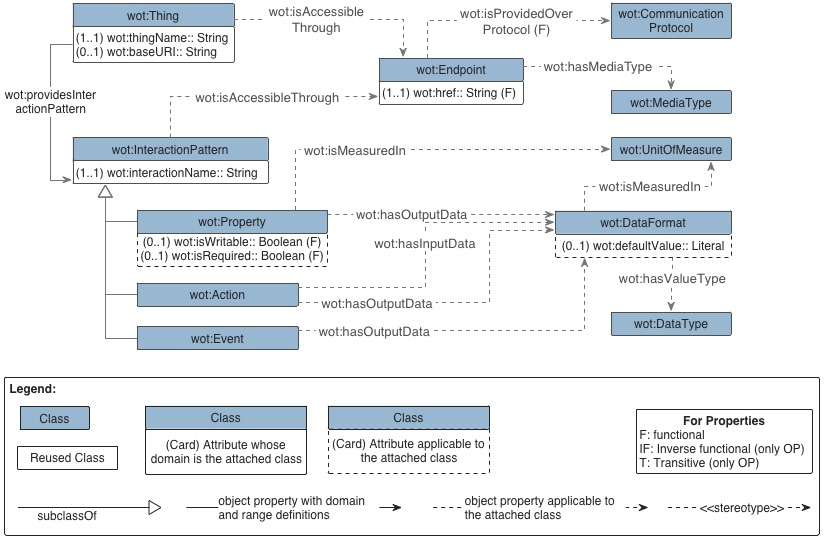 wot:Thing
(1..1) wot:thingName:: String
(0..1) wot:baseURI:: String
wot:isAccessible
Through
wot:isProvidedOver
Protocol (F)
wot:Communication
Protocol
wot:Endpoint
(1..1) wot:href:: String (F)
wot:hasMediaType
wot:MediaType
wot:providesInter
actionPattern
wot:isAccessibleThrough
wot:InteractionPattern
(1..1) wot:interactionName:: String
wot:isMeasuredIn
wot:UnitOfMeasure
wot:isMeasuredIn
wot:Property
(0..1) wot:isWritable:: Boolean (F)
(0..1) wot:isRequired:: Boolean (F)
wot:hasOutputData
wot:hasInputData
wot:DataFormat
(0..1) wot:defaultValue:: Literal
wot:hasValueType
wot:Action
wot:hasOutputData
wot:DataType
wot:Event
wot:hasOutputData
Legend:
Class
Reused Class
Class
(Card) Attribute whose
domain is the attached class
Class
(Card) Attribute applicable to
the attached class
For Properties
F: functional
IF: Inverse functional (only OP)
T: Transitive (only OP)
subclassOf
object property with domain
and range definitions
object property applicable to
the attached class
<<stereotype>>